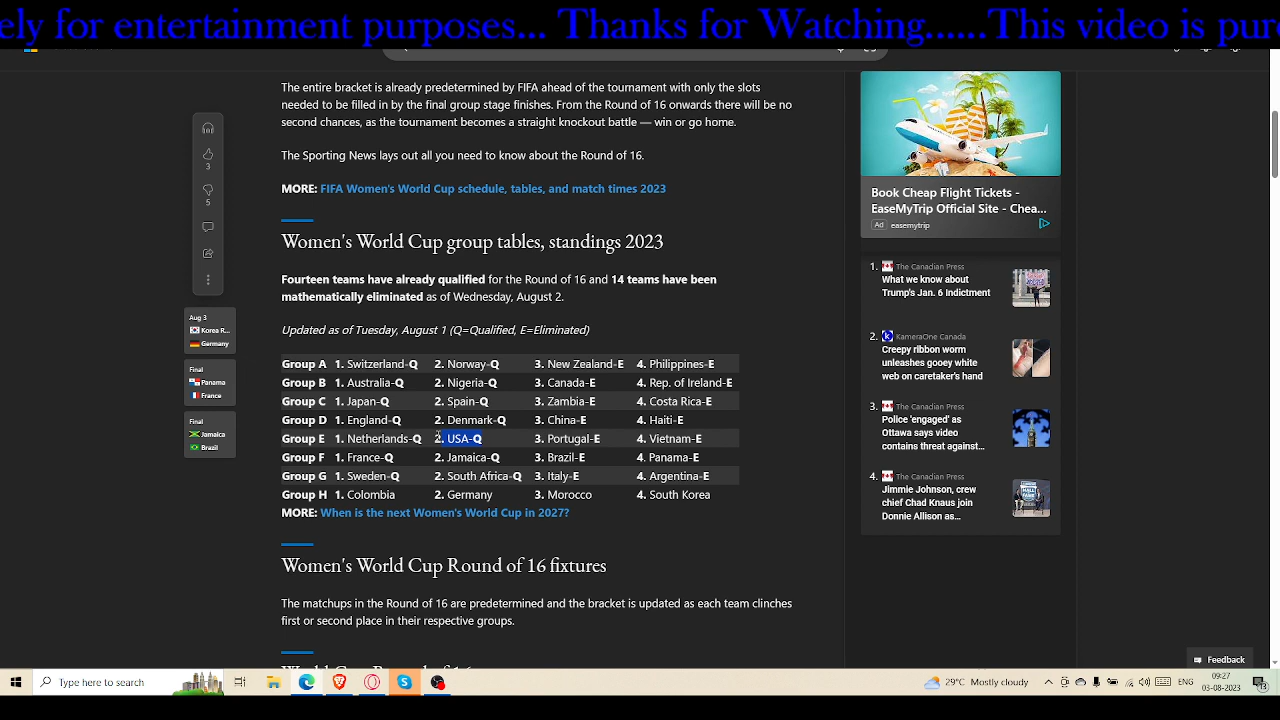 ely for entertainment purposes... Thanks for Watching......This video is pure
The entire bracket is already predetermined by FIFA ahead of the tournament with only the slots
needed to be filled in by the final group stage finishes. From the Round of 16 onwards there will be no
second chances, as the tournament becomes a straight knockout battle — win or go home.
The Sporting News lays out all you need to know about the Round of 16.
MORE: FIFA Women's World Cup schedule, tables, and match times 2023
Women's World Cup group tables, standings 2023
Fourteen teams have already qualified for the Round of 16 and 14 teams have been
mathematically eliminated as of Wednesday, August 2.
Updated as of Tuesday, August 1 (Q=Qualified, E=Eliminated)
Group A 1. Switzerland-Q 2. Norway-Q 3. New Zealand-E 4. Philippines-E
Group B 1. Australia-Q 2. Nigeria-Q 3. Canada-E 4. Rep. of Ireland-E
Group C 1. Japan-Q 2. Spain-Q 3. Zambia-E 4. Costa Rica-E
Group D 1. England-Q 2. Denmark-Q 3. China-E 4. Haiti-E
Group E 1. Netherlands-Q 2. USA-Q 3. Portugal-E 4. Vietnam-E
Group F 1. France-Q 2. Jamaica-Q 3. Brazil-E 4. Panama-E
Group G 1. Sweden-Q 2. South Africa-Q 3. Italy-E 4. Argentina-E
Group H 1. Colombia 2. Germany 3. Morocco 4. South Korea
MORE: When is the next Women's World Cup in 2027?
Women's World Cup Round of 16 fixtures
The matchups in the Round of 16 are predetermined and the bracket is updated as each team clinches
first or second place in their respective groups.
3
5
Aug 3
Korea R...
Germany
Final
Panama
France
Final
Jamaica
Brazil
Book Cheap Flight Tickets -
EaseMyTrip Official Site - Chea...
Ad easemytrip
1. The Canadian Press
What we know about
Trump's Jan. 6 Indictment
2. KameraOne Canada
Creepy ribbon worm
unleashes gooey white
web on caretaker's hand
3. The Canadian Press
Police 'engaged' as
Ottawa says video
contains threat against...
4. The Canadian Press
Jimmie Johnson, crew
chief Chad Knaus join
Donnie Allison as...
Feedback
Type here to search
29°C Mostly cloudy
ENG
09:27
03-08-2023
13